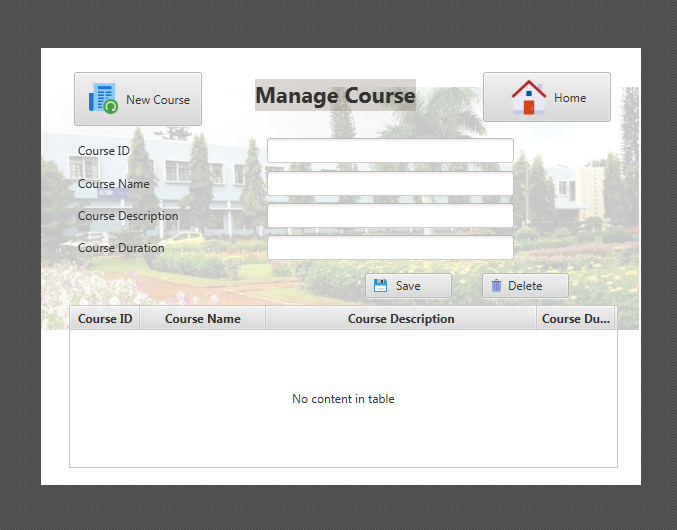 New Course
Manage Course
Home
Course ID
Course Name
Course Description
Course Duration
Save
Delete
Course ID Course Name Course Description Course Du...
No content in table